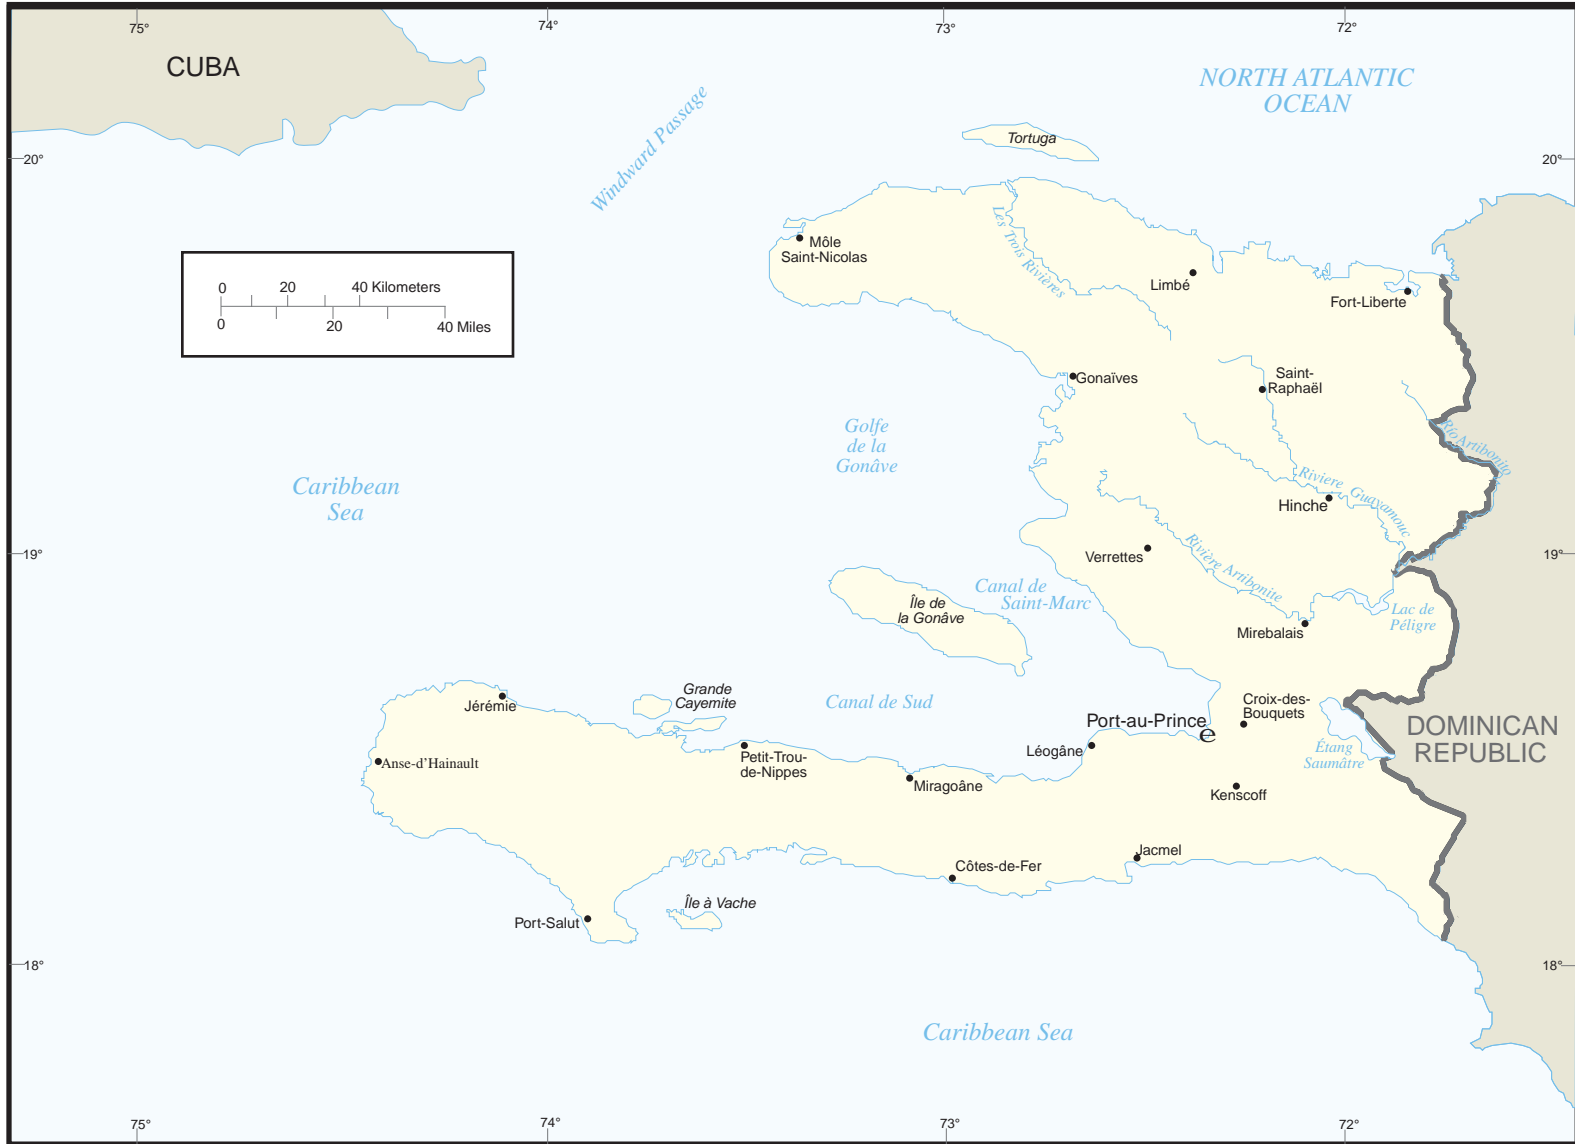 75°
74°
73°
72°
CUBA
NORTH ATLANTIC
OCEAN
Windward Passage
Tortuga
20°
20°
Les Trois Rivières
Môle
Saint-Nicolas
Limbé
Fort-Liberte
0
20
40 Kilometers
0
20
40 Miles
Gonaïves
Saint-
Raphaël
Golfe
de la
Gonâve
Río Artibonito
Caribbean
Sea
Riviere Guayamouc
Hinche
19°
19°
Verrettes
Rivière Artibonite
Canal de
Saint-Marc
Île de
la Gonâve
Lac de
Péligre
Mirebalais
Jérémie
Grande
Cayemite
Canal de Sud
Croix-des-
Bouquets
Port-au-Prince
e
DOMINICAN
REPUBLIC
Léogâne
Étang
Saumâtre
Anse-d'Hainault
Petit-Trou-
de-Nippes
Miragoâne
Kenscoff
Jacmel
Côtes-de-Fer
Île à Vache
Port-Salut
18°
18°
Caribbean Sea
75°
74°
73°
72°